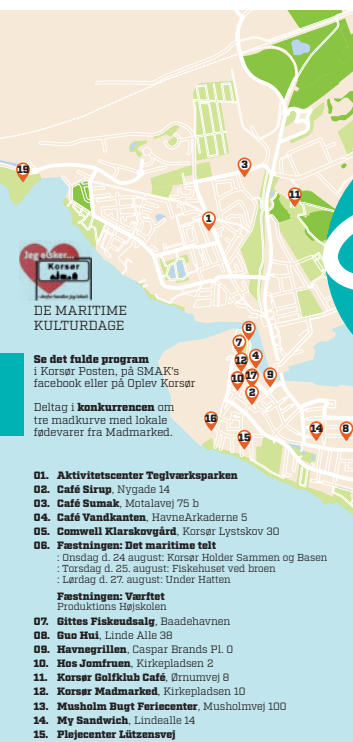 19
3
11
1
Jeg elsker...
Korsør
DE MARITIME
KULTURDAGE
6
7
4
12
10
17
9
2
16
15
14
8
Se det fulde program
i Korsør Posten, på SMAK's
facebook eller på Oplev Korsør
Deltag i konkurrencen om
tre madkurve med lokale
fødevarer fra Madmarked.
01. Aktivitetscenter Teglværksparken
02. Café Sirup, Nygade 14
03. Café Sumak, Motalavej 75 b
04. Café Vandkanten, HavneArkaderne 5
05. Comwell Klarskovgård, Korsør Lystskov 30
06. Fæstningen: Det maritime telt
: Onsdag d. 24 august: Korsør Holder Sammen og Basen
: Torsdag d. 25. august: Fiskehuset ved broen
: Lørdag d. 27. august: Under Hatten
Fæstningen: Værftet
Produktions Højskolen
07. Gittes Fiskeudsalg, Baadehavnen
08. Guo Hui, Linde Alle 38
09. Havnegrillen, Caspar Brands Pl. 0
10. Hos Jomfruen, Kirkepladsen 2
11. Korsør Golfklub Café, Ørnumvej 8
12. Korsør Madmarked, Kirkepladsen 10
13. Musholm Bugt Feriecenter, Musholmvej 100
14. My Sandwich, Lindealle 14
15. Plejecenter Lützensvej